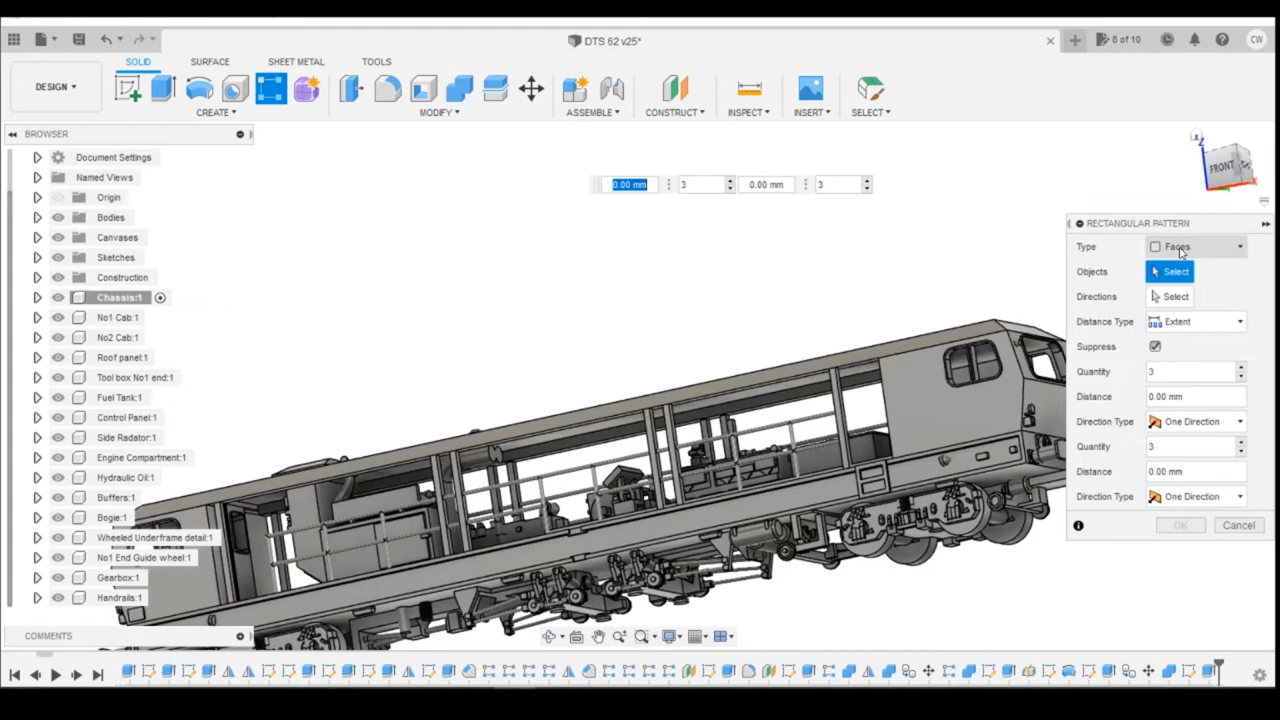 DTS 62 v25*
8 of 10
CW
DESIGN
SOLID
SURFACE
SHEET METAL
TOOLS
CREATE
MODIFY
ASSEMBLE
CONSTRUCT
INSPECT
INSERT
SELECT
BROWSER
Document Settings
Named Views
Origin
Bodies
Canvases
Sketches
Construction
Chassis:1
No1 Cab:1
No2 Cab:1
Roof panel:1
Tool box No1 end:1
Fuel Tank:1
Control Panel:1
Side Radator:1
Engine Compartment:1
Hydraulic Oil:1
Buffers:1
Bogie:1
Wheeled Underframe detail:1
No1 End Guide wheel:1
Gearbox:1
Handrails:1
COMMENTS
0.00 mm
3
0.00 mm
3
Z
FRONT
X
RECTANGULAR PATTERN
Type
Faces
Objects
Select
Directions
Select
Distance Type
Extent
Suppress
Quantity
3
Distance
0.00 mm
Direction Type
One Direction
Quantity
3
Distance
0.00 mm
Direction Type
One Direction
OK
Cancel